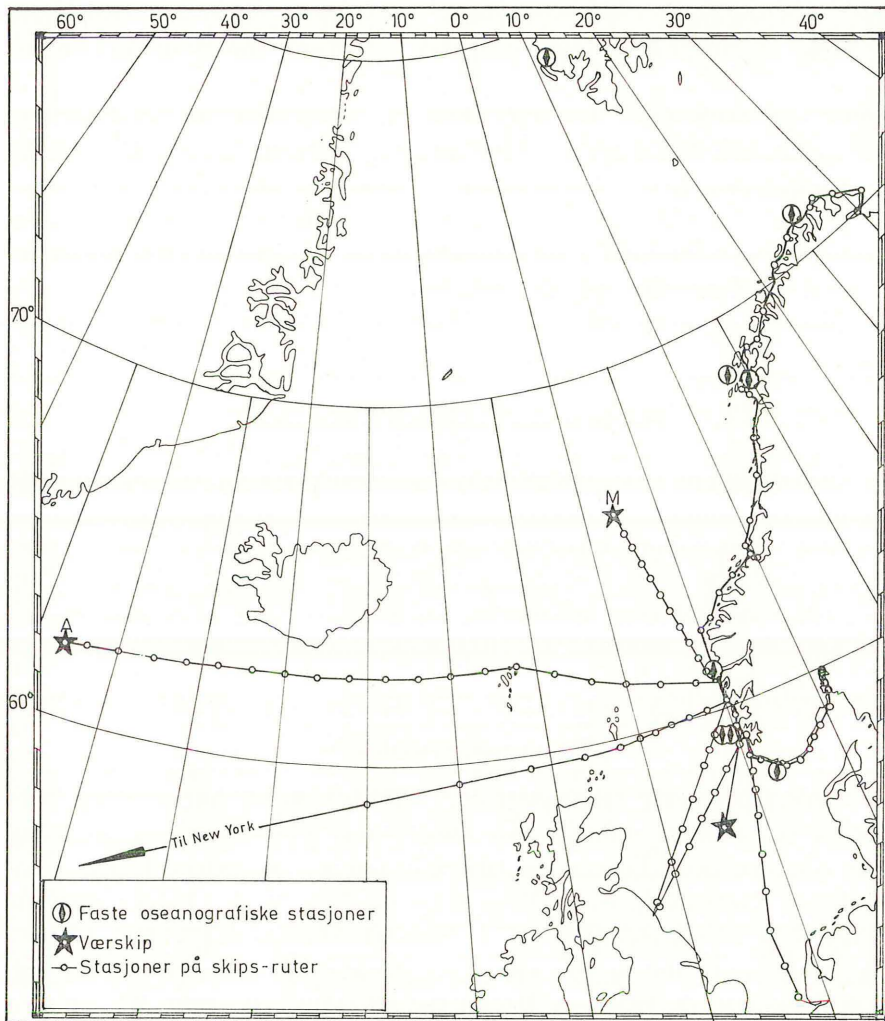 60° 50° 40° 30° 20° 10° 0° 10° 20° 30° 40°
70°
M
A
60°
Til New York
Faste oseanografiske stasjoner
Værskip
Stasjoner på skips-ruter